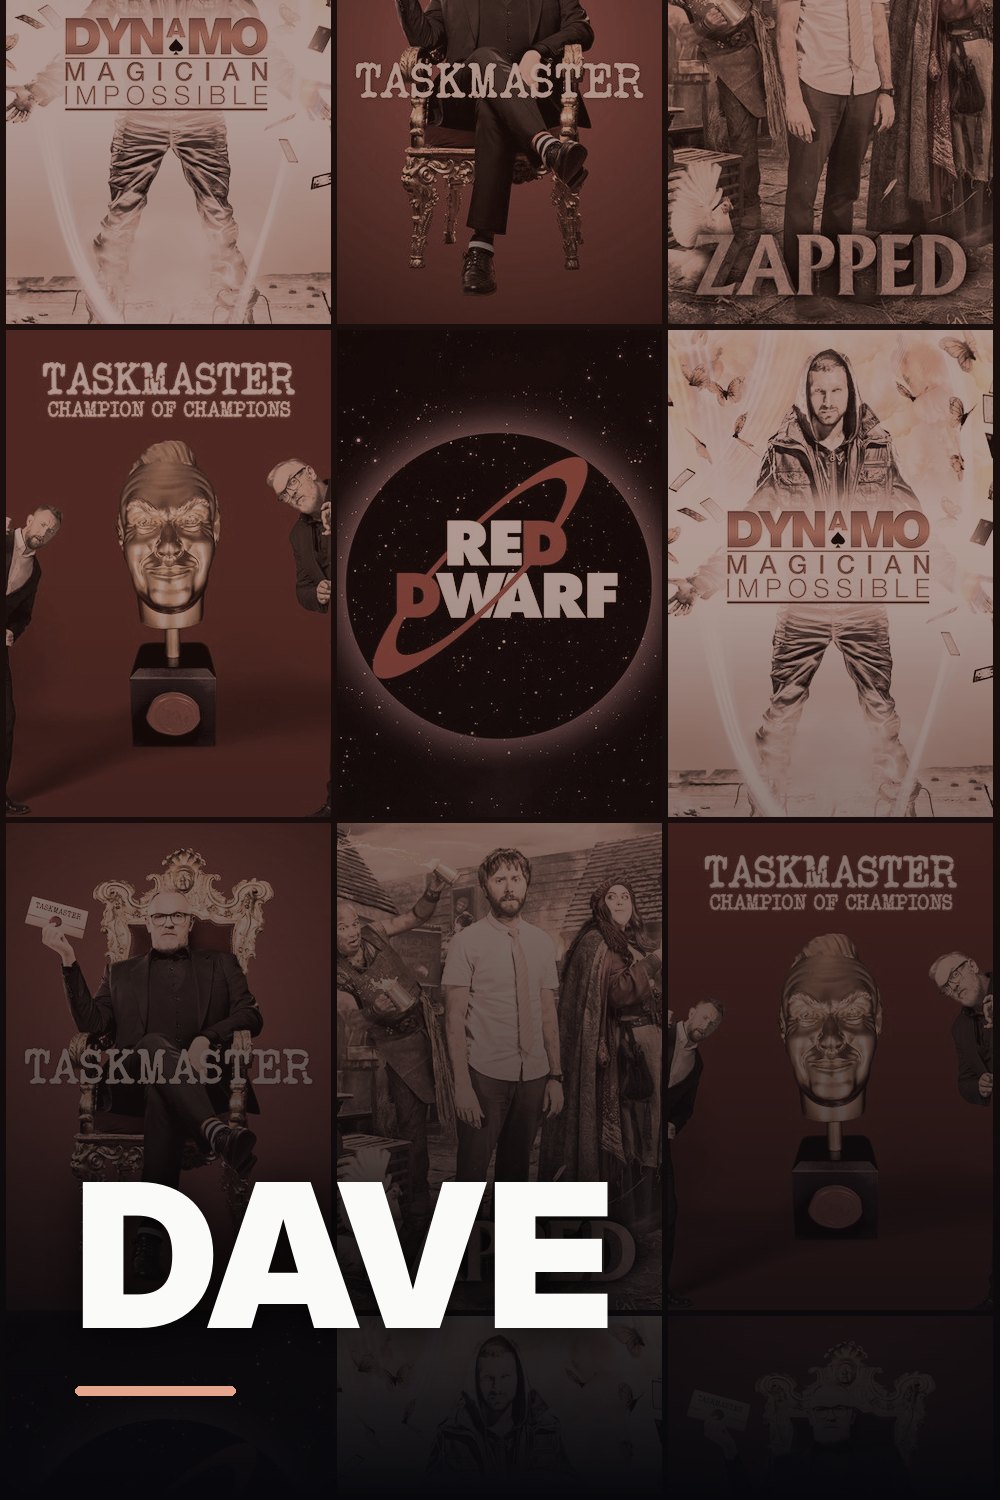 DYNAMO
MAGICIAN
IMPOSSIBLE
TASKMASTER
ZAPPED
TASKMASTER
CHAMPION OF CHAMPIONS
RED
DWARF
DYNAMO
MAGICIAN
IMPOSSIBLE
TASKMASTER
TASKMASTER
TASKMASTER
CHAMPION OF CHAMPIONS
DAVE